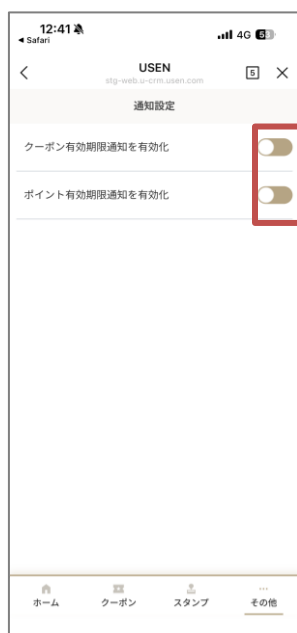 12:41
◀ Safari
4G 53
USEN
stg-web.u-crm.usen.com
5
通知設定
クーポン有効期限通知を有効化
ポイント有効期限通知を有効化
ホーム
クーポン
スタンプ
その他